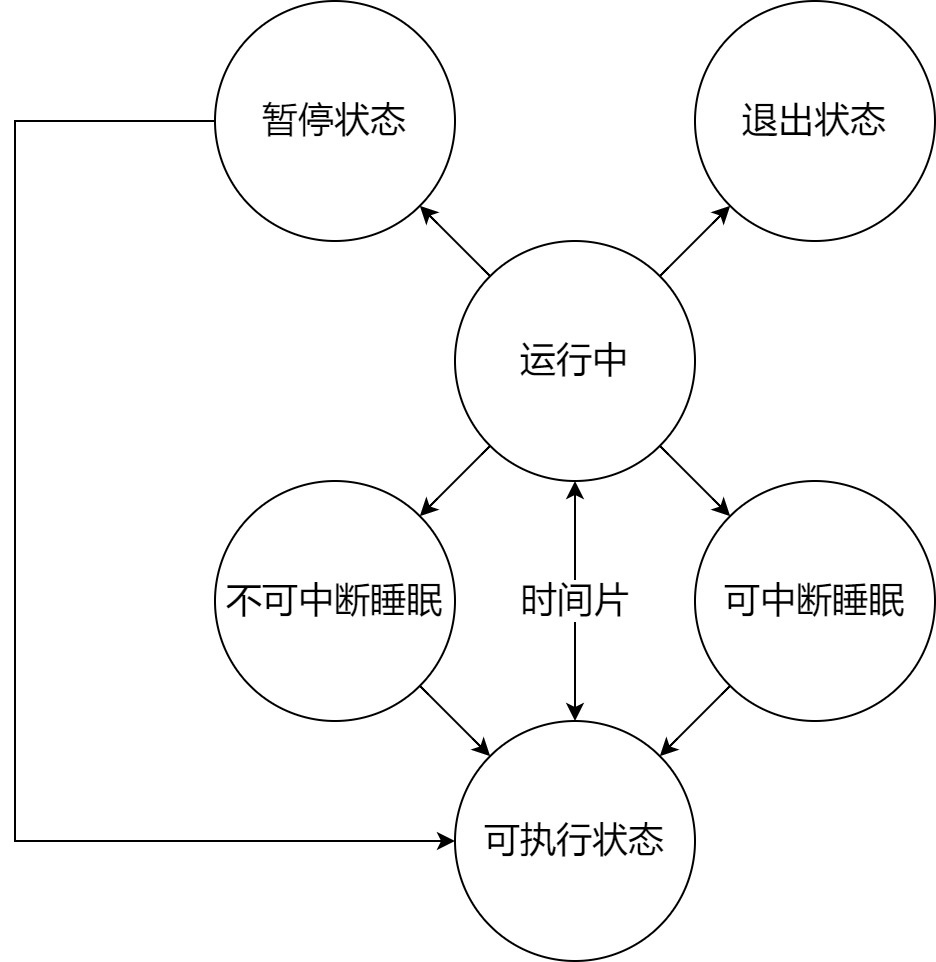 暂停状态
退出状态
运行中
不可中断睡眠
时间片
可中断睡眠
可执行状态